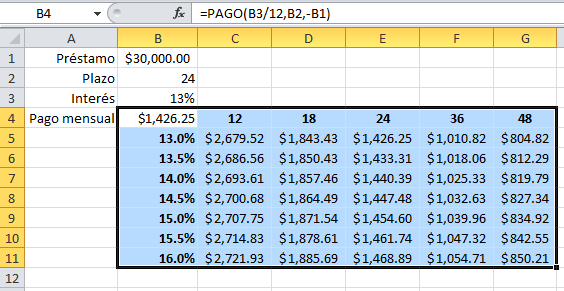 B4 fx =PAGO(B3/12,B2,-B1)
A B C D E F G
1 Préstamo $30,000.00
2 Plazo 24
3 Interés 13%
4 Pago mensual $1,426.25 12 18 24 36 48
5 13.0% $2,679.52 $1,843.43 $1,426.25 $1,010.82 $804.82
6 13.5% $2,686.56 $1,850.43 $1,433.31 $1,018.06 $812.29
7 14.0% $2,693.61 $1,857.46 $1,440.39 $1,025.33 $819.79
8 14.5% $2,700.68 $1,864.49 $1,447.48 $1,032.63 $827.34
9 15.0% $2,707.75 $1,871.54 $1,454.60 $1,039.96 $834.92
10 15.5% $2,714.83 $1,878.61 $1,461.74 $1,047.32 $842.55
11 16.0% $2,721.93 $1,885.69 $1,468.89 $1,054.71 $850.21
12